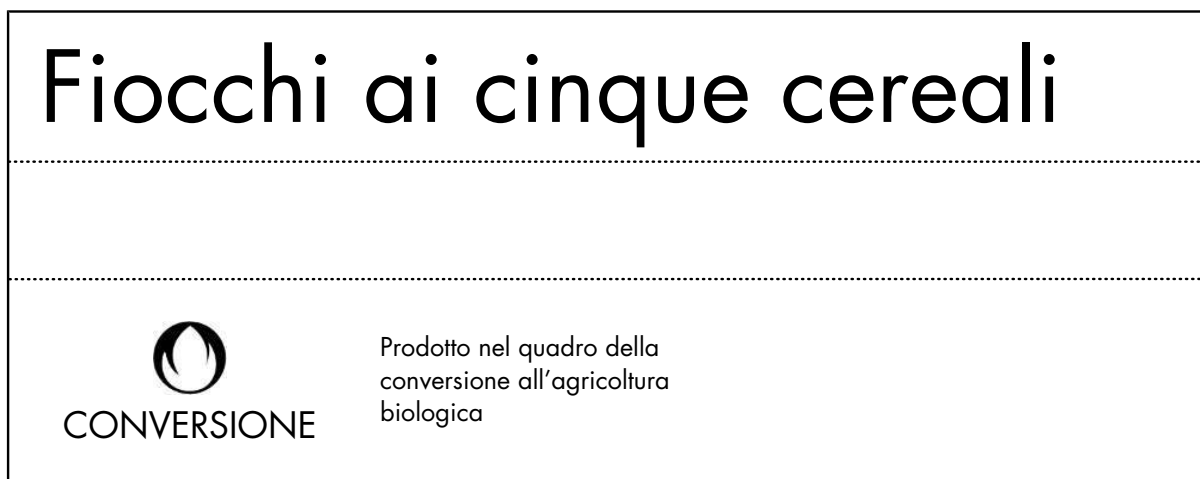 Fiocchi ai cinque cereali
CONVERSIONE
Prodotto nel quadro della
conversione all’agricoltura
biologica